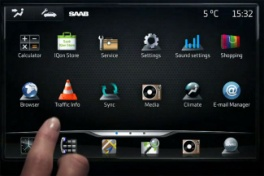 SAAB 5 °C 15:32
Calculator IQon Store Service Settings Sound settings Shopping
Browser Traffic Info Sync Media Climate E-mail Manager